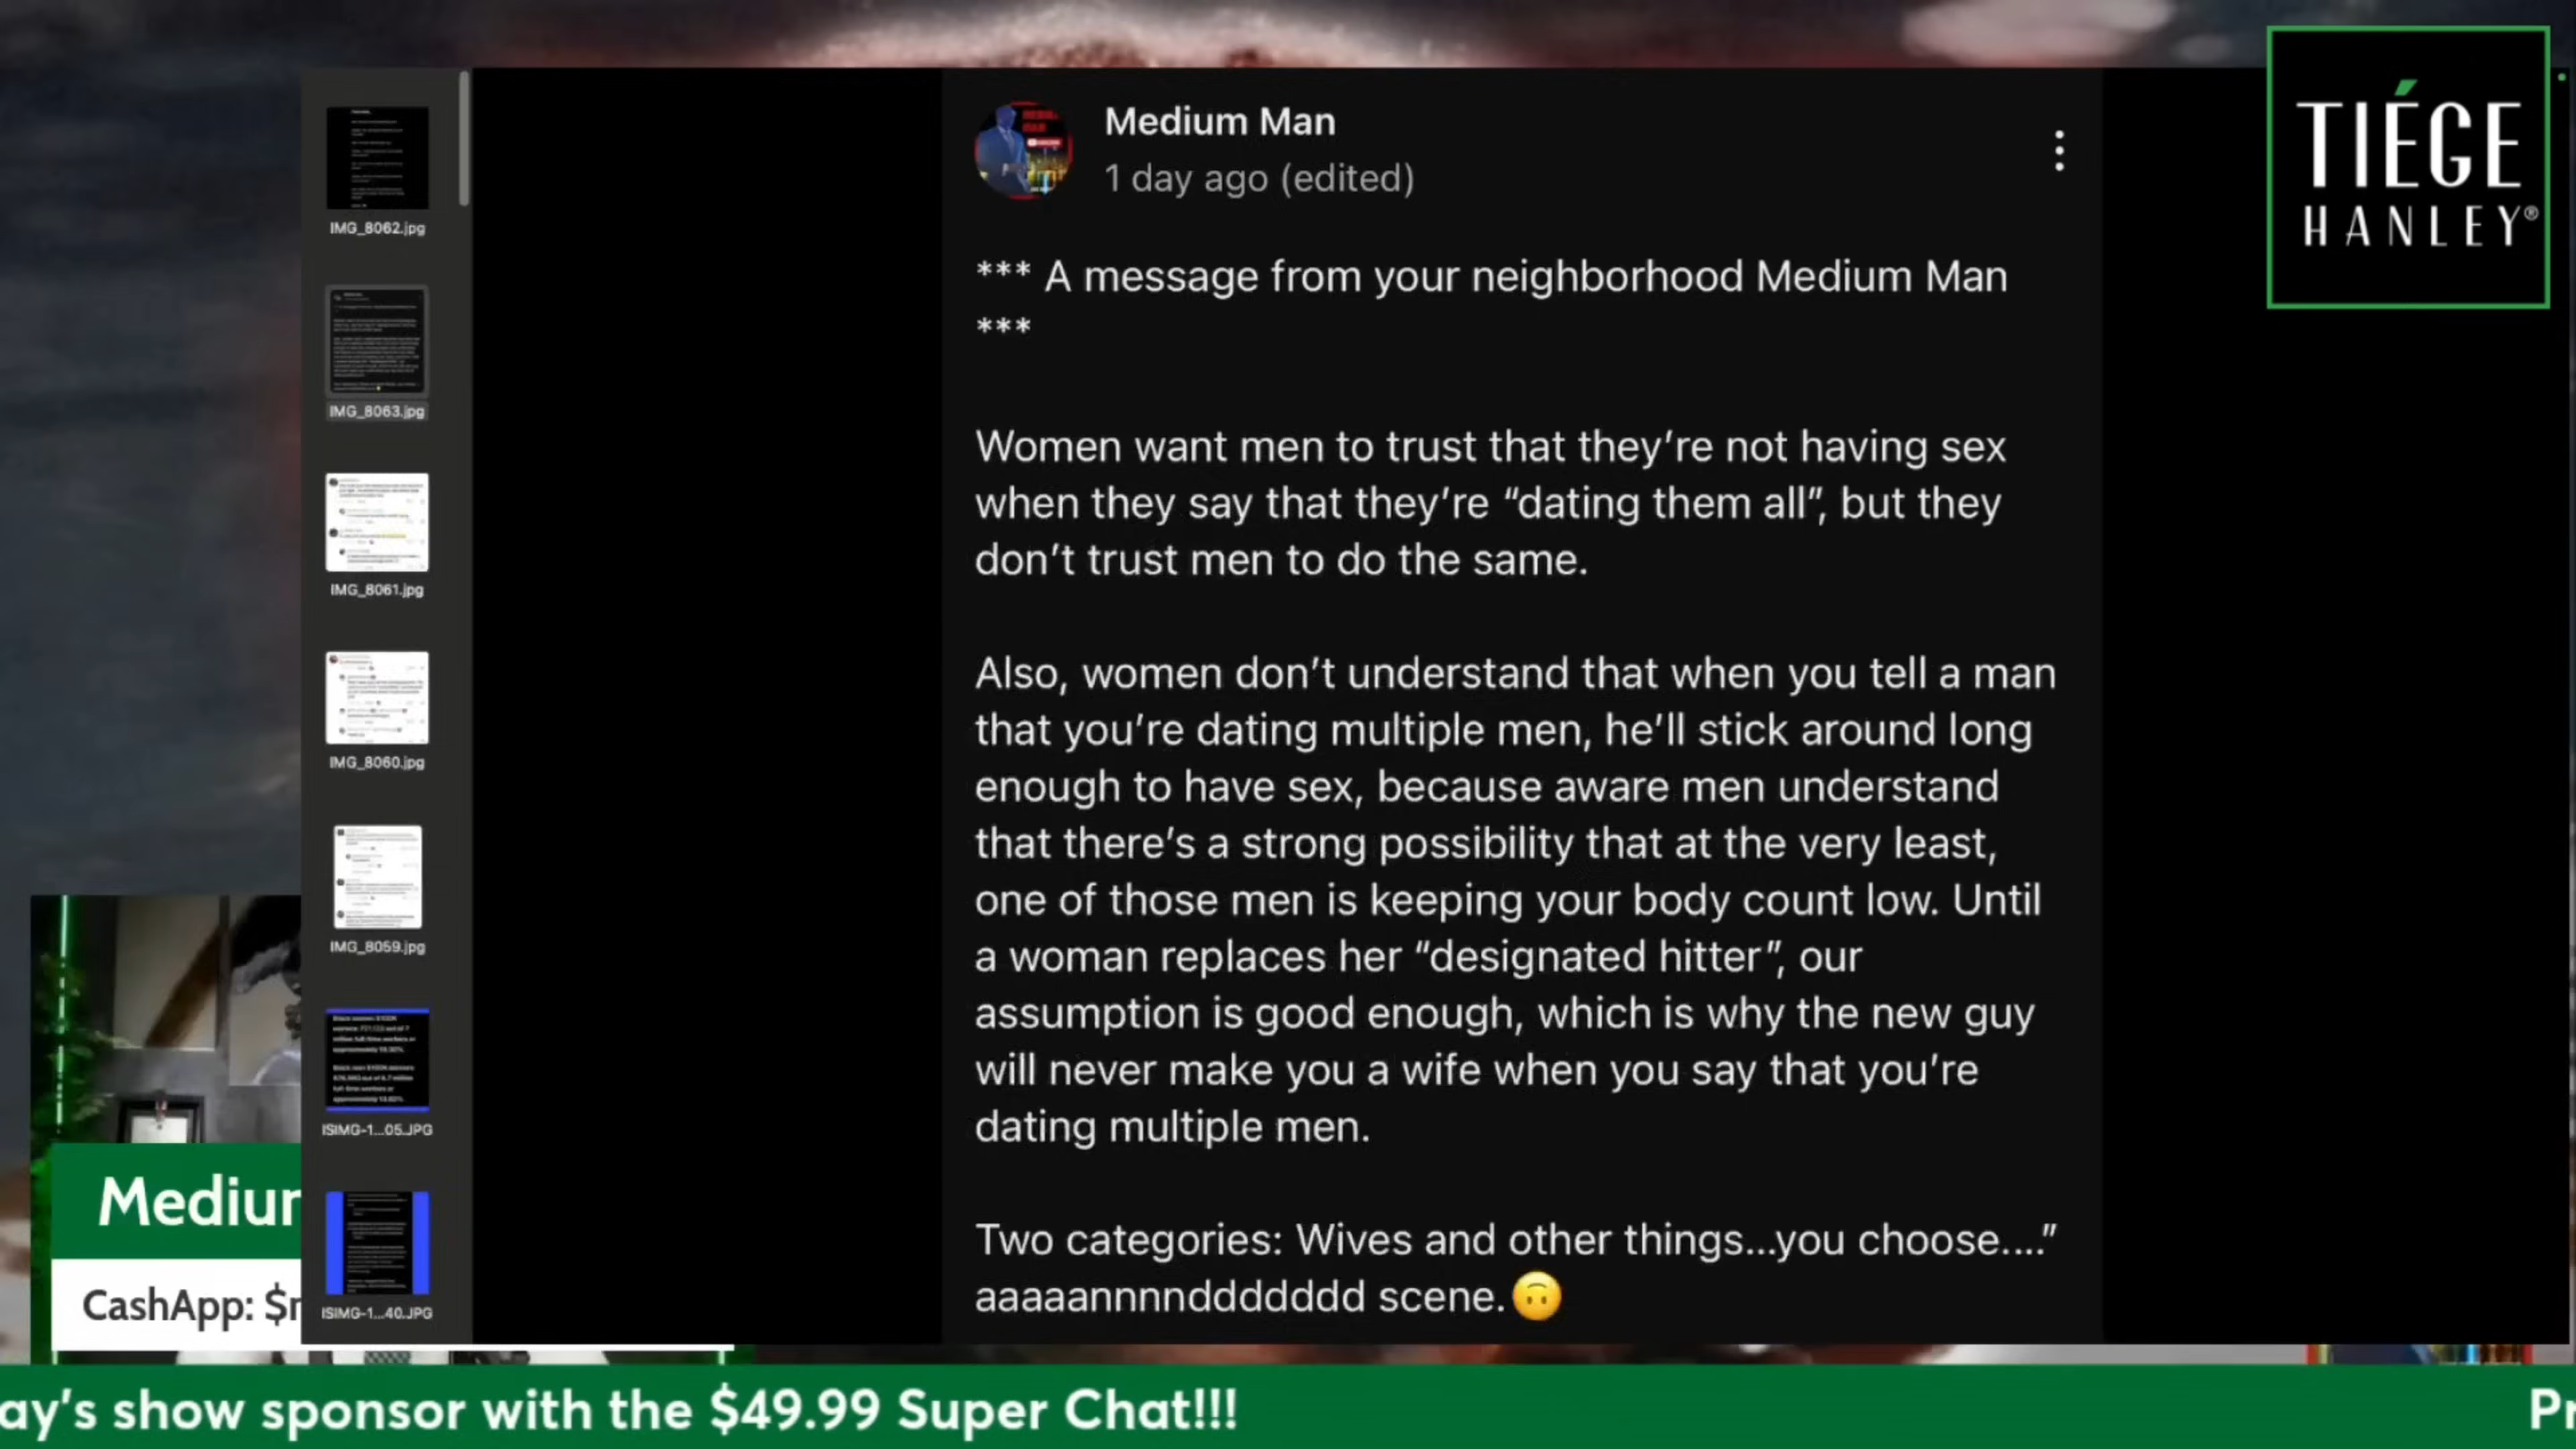 TIÉGE
HANLEY®
Medium Man
1 day ago (edited)
*** A message from your neighborhood Medium Man
***
Women want men to trust that they’re not having sex
when they say that they’re “dating them all”, but they
don’t trust men to do the same.
Also, women don’t understand that when you tell a man
that you’re dating multiple men, he’ll stick around long
enough to have sex, because aware men understand
that there’s a strong possibility that at the very least,
one of those men is keeping your body count low. Until
a woman replaces her “designated hitter”, our
assumption is good enough, which is why the new guy
will never make you a wife when you say that you’re
dating multiple men.
Two categories: Wives and other things...you choose....”
aaaaannnnddddddd scene.🙃
IMG_8062.jpg
IMG_8063.jpg
IMG_8061.jpg
IMG_8060.jpg
IMG_8059.jpg
ISIMG-1...05.JPG
ISIMG-1...40.JPG
CashApp:
ay’s show sponsor with the $49.99 Super Chat!!!